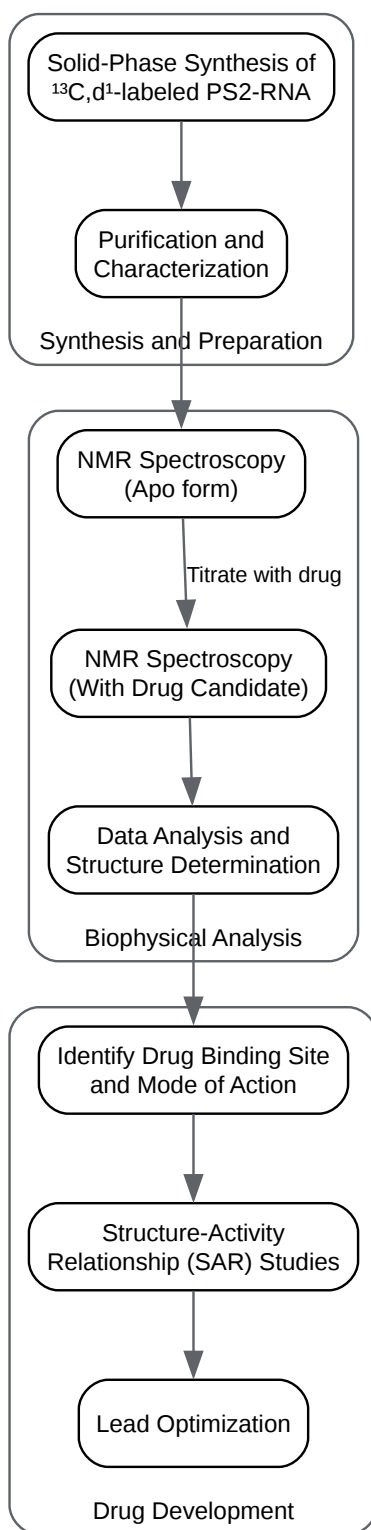 Solid-Phase Synthesis of
¹³C,d¹-labeled PS2-RNA
Purification and
Characterization
Synthesis and Preparation
NMR Spectroscopy
(Apo form)
Titrate with drug
NMR Spectroscopy
(With Drug Candidate)
Data Analysis and
Structure Determination
Biophysical Analysis
Identify Drug Binding Site
and Mode of Action
Structure-Activity
Relationship (SAR) Studies
Lead Optimization
Drug Development